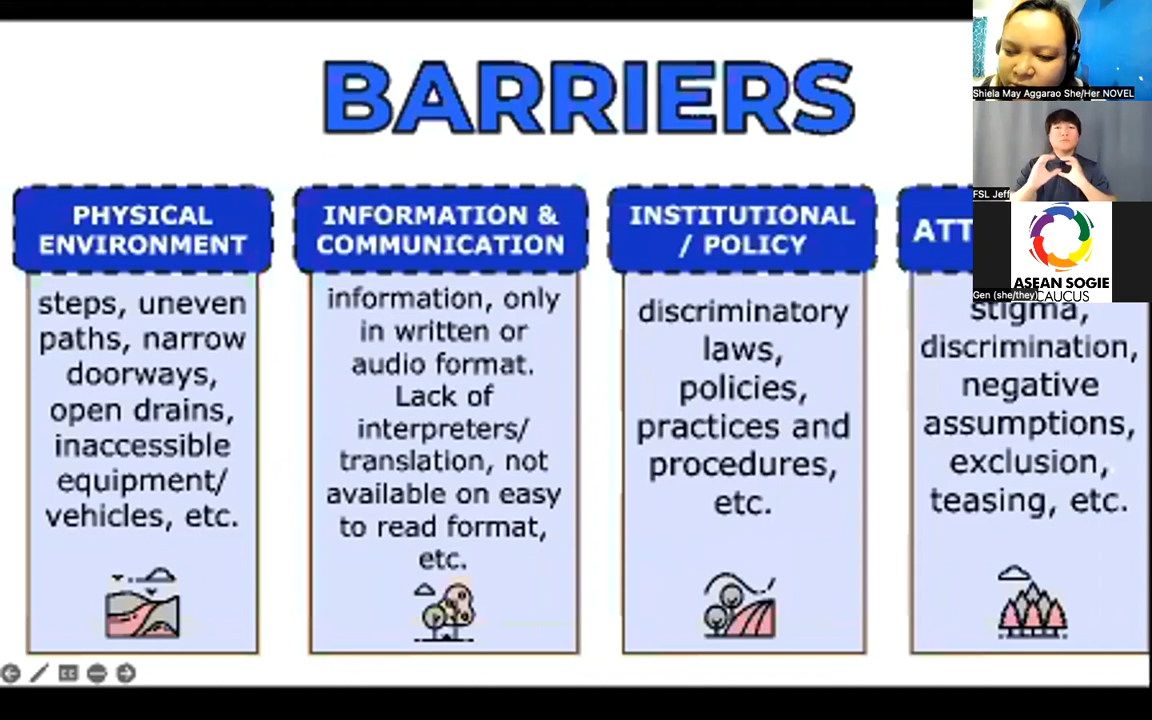 BARRIERS
PHYSICAL
ENVIRONMENT
steps, uneven
paths, narrow
doorways,
open drains,
inaccessible
equipment/
vehicles, etc.
INFORMATION &
COMMUNICATION
information, only
in written or
audio format.
Lack of
interpreters/
translation, not
available on easy
to read format,
etc.
INSTITUTIONAL
/ POLICY
discriminatory
laws,
policies,
practices and
procedures,
etc.
ATT
stigma,
discrimination,
negative
assumptions,
exclusion,
teasing, etc.
Shiela May Aggarao She/Her NOVEL
FSL Jeff
ASEAN SOGIE
CAUCUS
Gen (she/they)